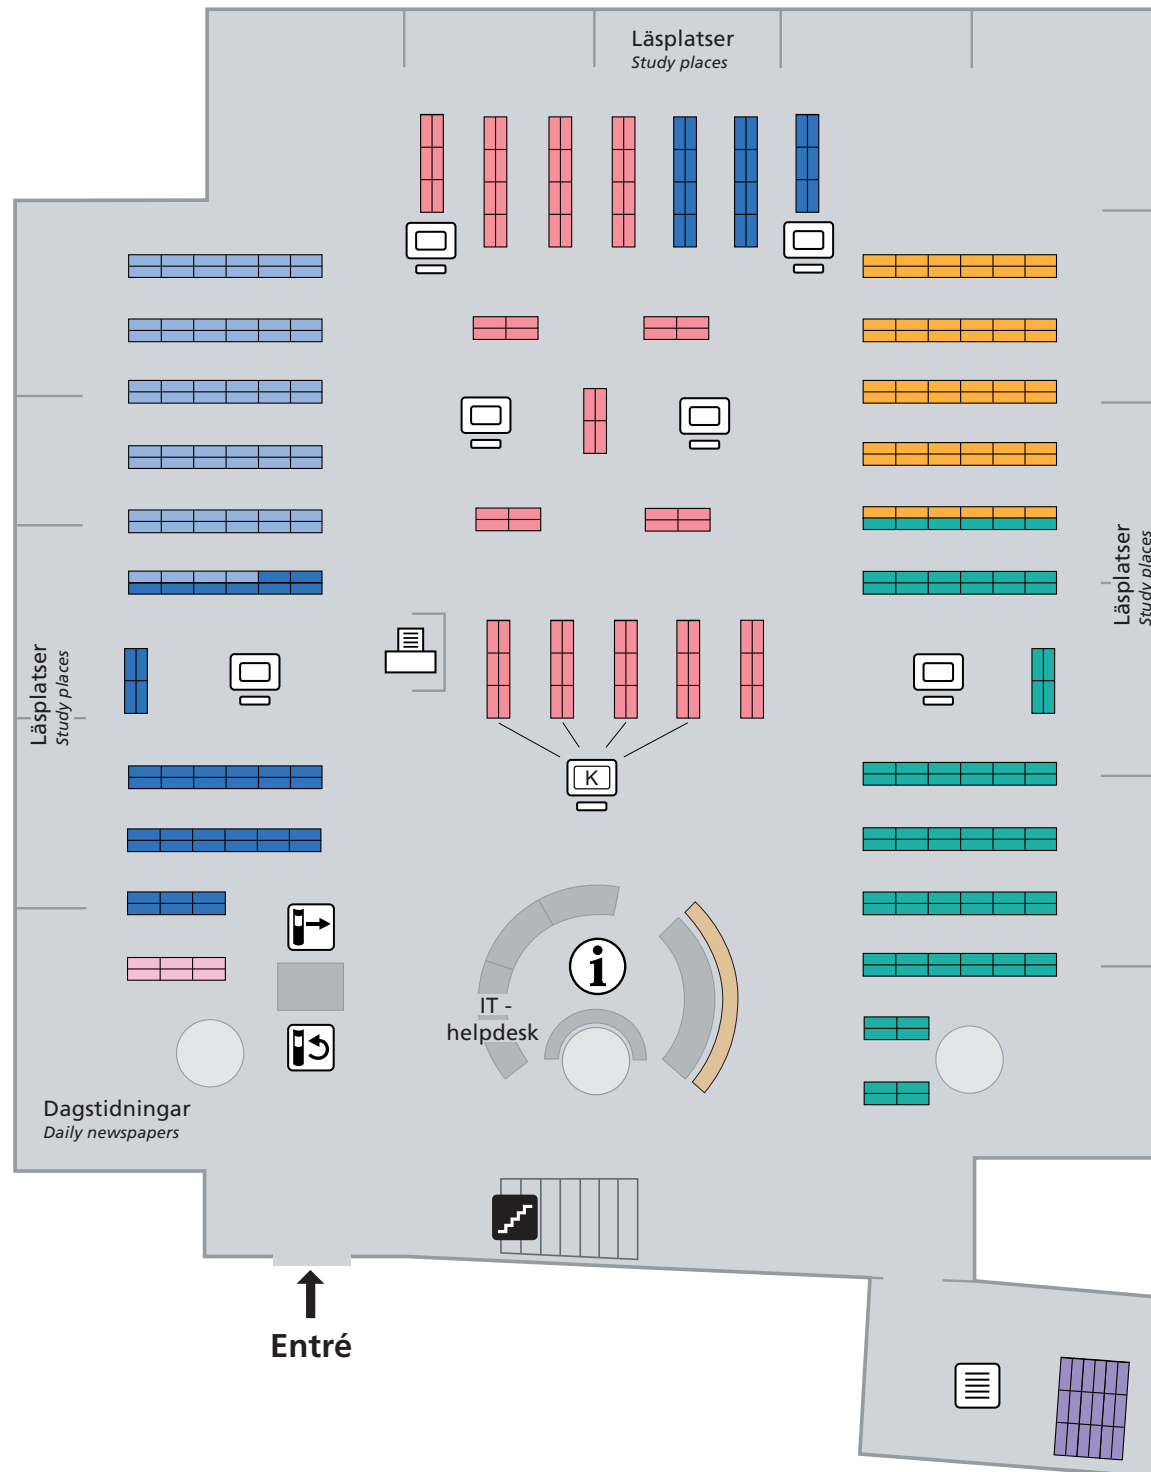 Läsplatser
Study places
Läsplatser
Study places
Läsplatser
Study places
K
i
IT -
helpdesk
Dagstidningar
Daily newspapers
Entré